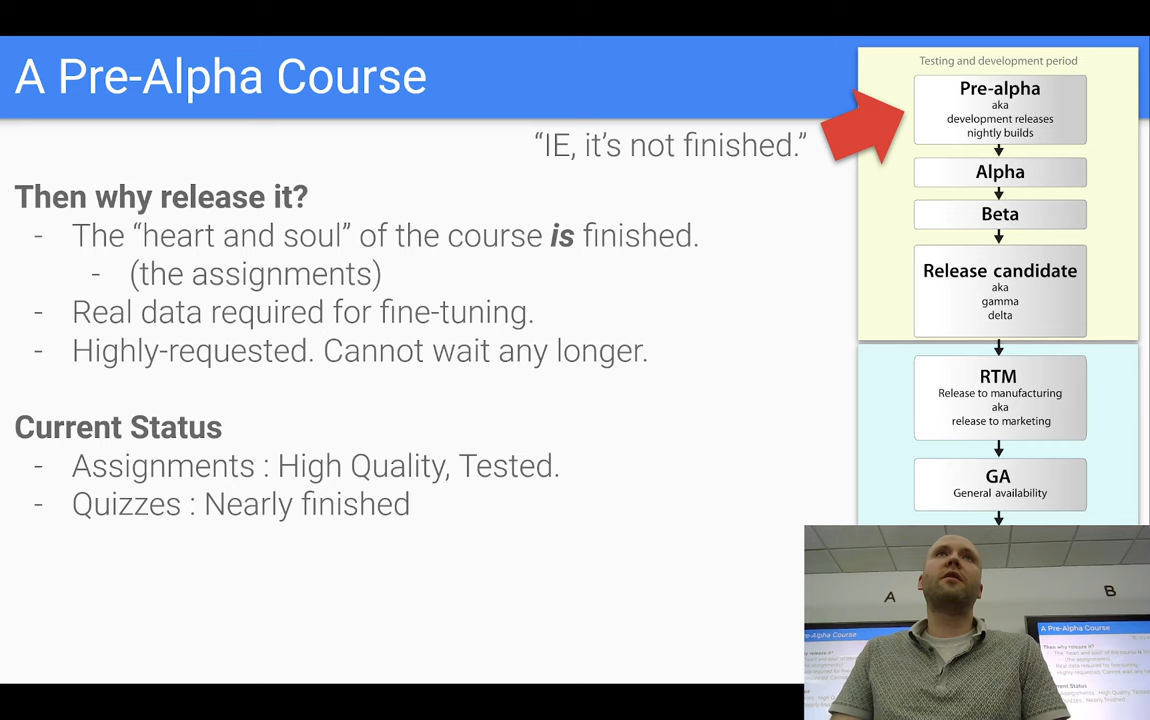 A Pre-Alpha Course
“IE, it’s not finished.”
Then why release it?
- The “heart and soul” of the course is finished.
- (the assignments)
- Real data required for fine-tuning.
- Highly-requested. Cannot wait any longer.
Current Status
- Assignments : High Quality, Tested.
- Quizzes : Nearly finished
Testing and development period
Pre-alpha
aka
development releases
nightly builds
Alpha
Beta
Release candidate
aka
gamma
delta
RTM
Release to manufacturing
aka
release to marketing
GA
General availability
A
B
A Pre-Alpha Course